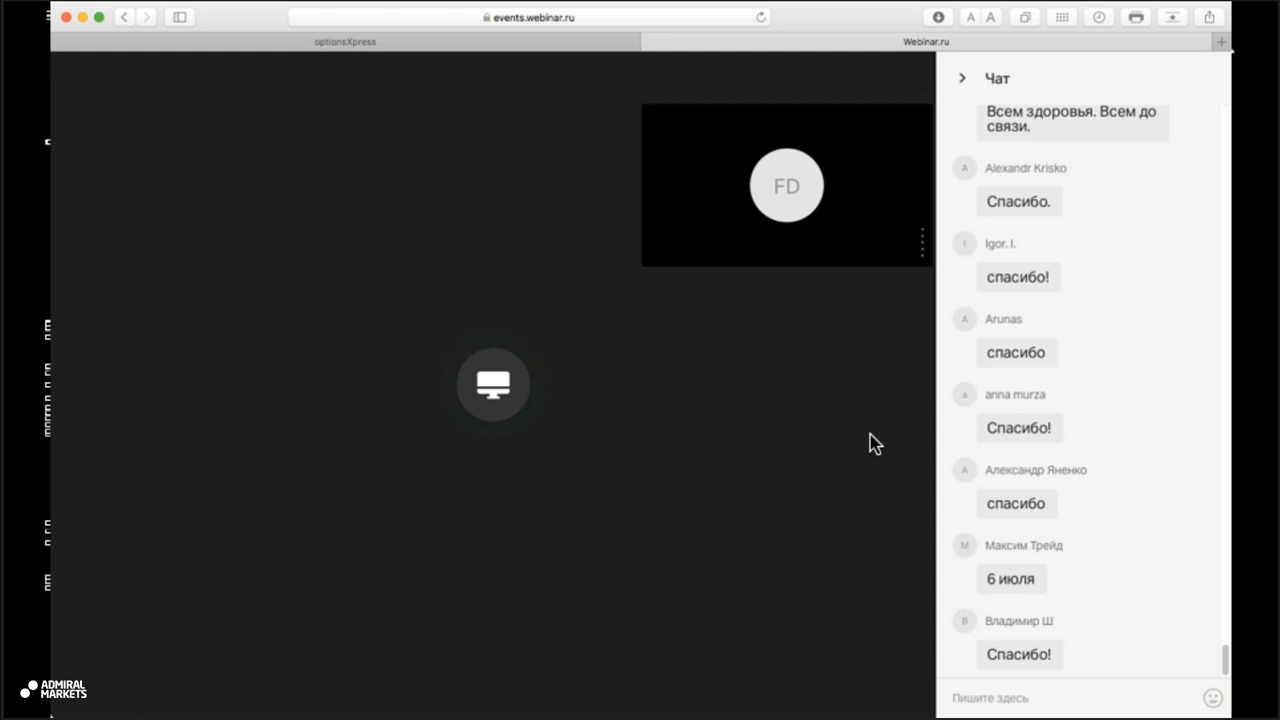 events.webinar.ru
A A
optionsXpress
Webinar.ru
+
Чат
Всем здоровья. Всем до
связи.
A
Alexandr Krisko
Спасибо.
FD
I
Igor. I.
спасибо!
A
Arunas
спасибо
a
anna murza
Спасибо!
А
Александр Яненко
спасибо
М
Максим Трейд
6 июля
В
Владимир Ш
Спасибо!
Пишите здесь
ADMIRAL
MARKETS